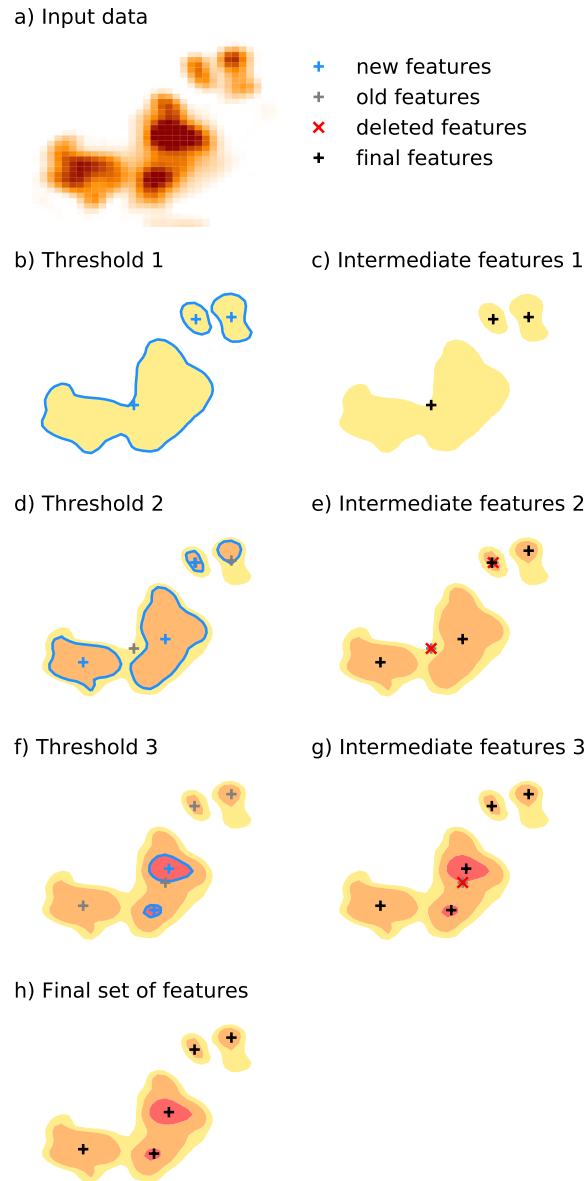 a) Input data
new features
old features
deleted features
final features
b) Threshold 1
c) Intermediate features 1
d) Threshold 2
e) Intermediate features 2
f) Threshold 3
g) Intermediate features 3
h) Final set of features